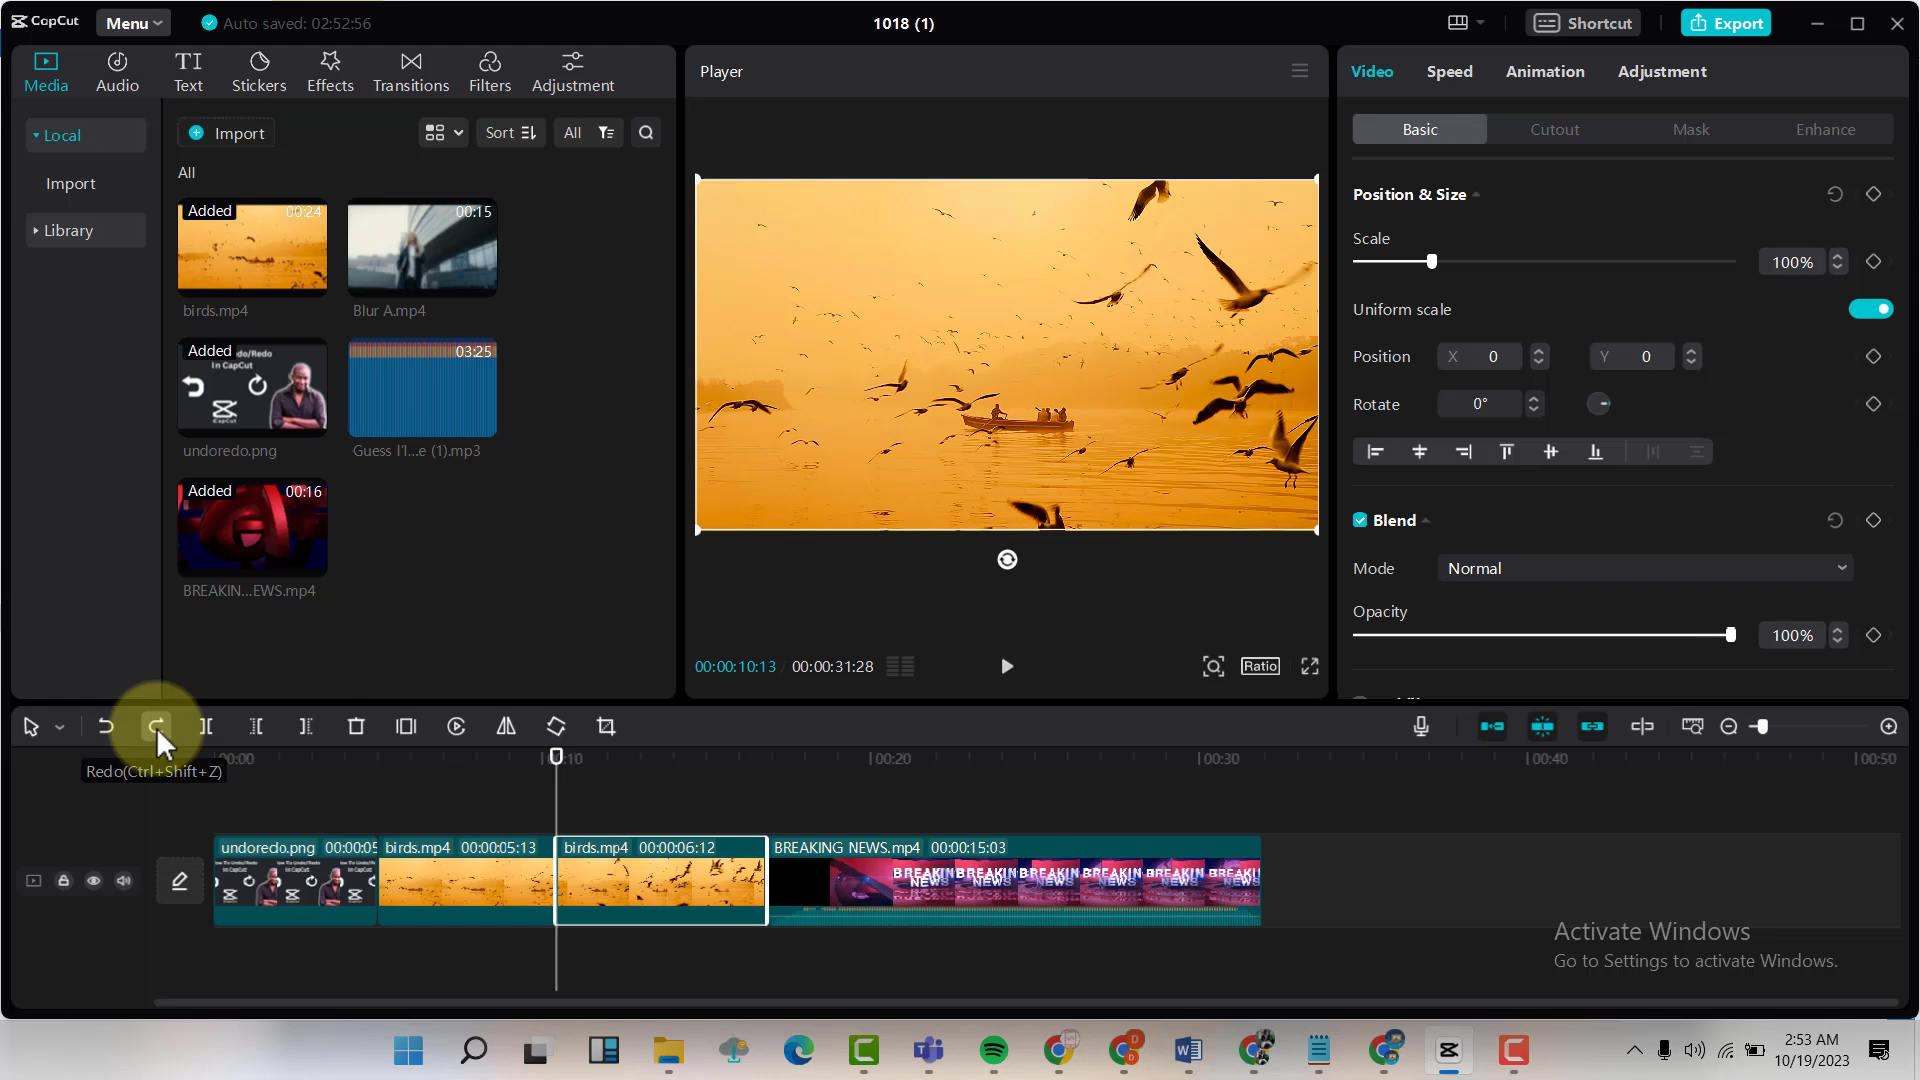 CapCut
Menu
Auto saved: 02:52:56
1018 (1)
Shortcut
Export
Media
Audio
Text
Stickers
Effects
Transitions
Filters
Adjustment
Local
Import
Library
Import
Sort
All
All
Added
00:24
birds.mp4
00:15
Blur A.mp4
Added
do/Redo
In CapCut
undoredo.png
03:25
Guess I'l...e (1).mp3
Added
00:16
BREAKIN...EWS.mp4
Player
00:00:10:13
00:00:31:28
Ratio
Video
Speed
Animation
Adjustment
Basic
Cutout
Mask
Enhance
Position & Size
Scale
100%
Uniform scale
Position
X 0
Y 0
Rotate
0°
Blend
Mode
Normal
Opacity
100%
Redo(Ctrl+Shift+Z)
00:00
00:10
00:20
00:30
00:40
00:50
undoredo.png 00:00:05
birds.mp4 00:00:05:13
birds.mp4 00:00:06:12
BREAKING NEWS.mp4 00:00:15:03
Activate Windows
Go to Settings to activate Windows.
2:53 AM
10/19/2023